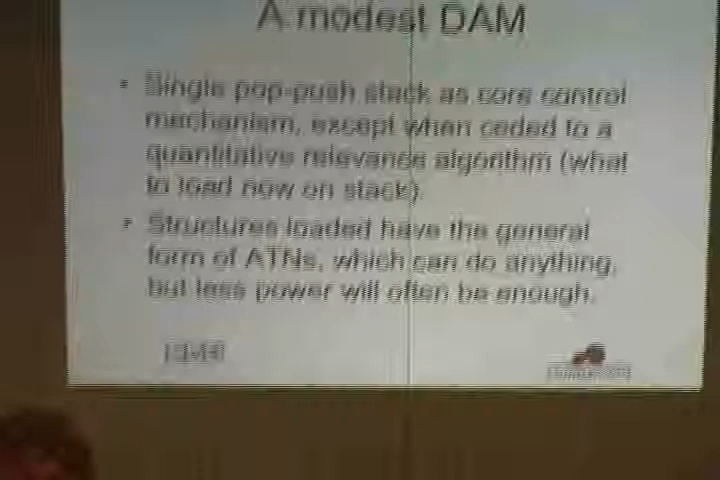 A modest DAM
• Single pop-push stack as core control
mechanism, except when ceded to a
quantitative relevance algorithm (what
to load now on stack).
• Structures loaded have the general
form of ATNs, which can do anything,
but less power will often be enough.